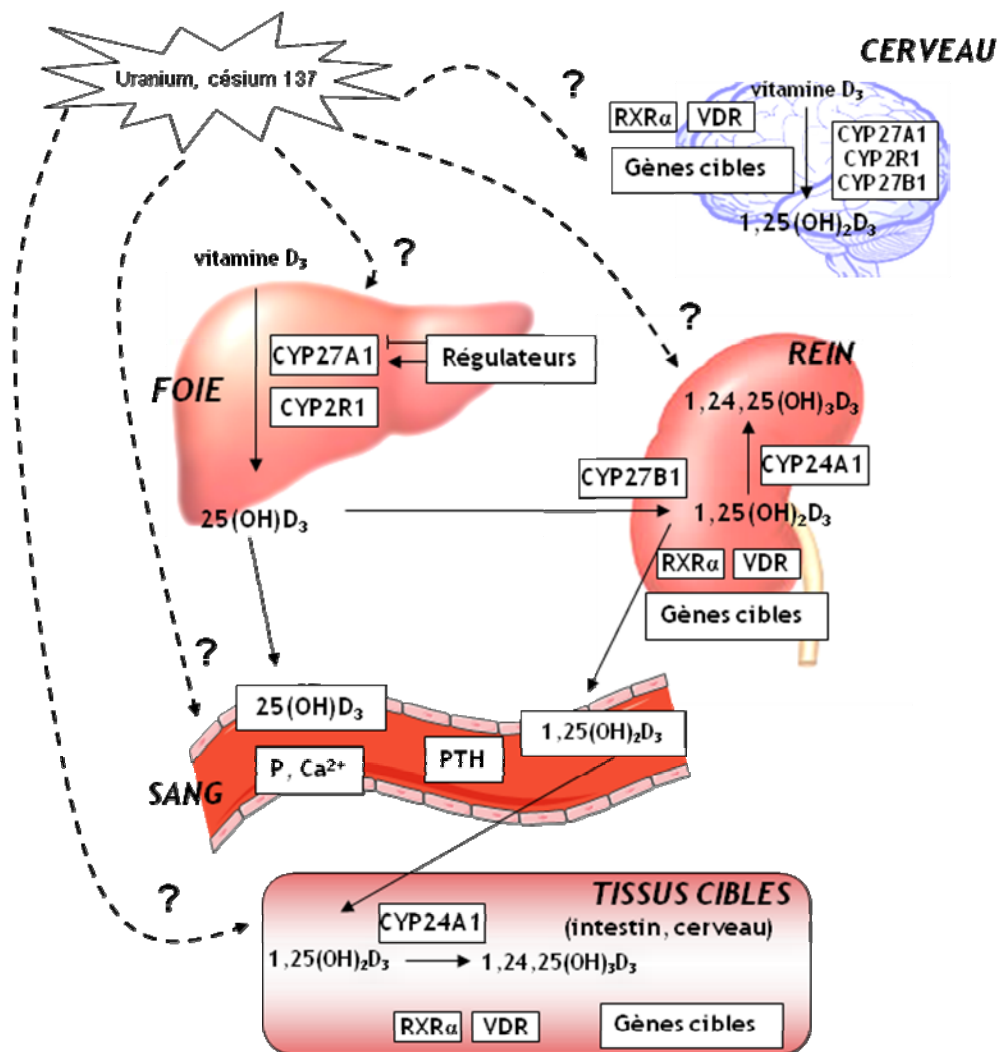 Uranium, césium 137
?
CERVEAU
vitamine D₃
RXRα
VDR
CYP27A1
CYP2R1
CYP27B1
Gènes cibles
1,25(OH)₂D₃
?
vitamine D₃
FOIE
CYP27A1
CYP2R1
Régulateurs
25(OH)D₃
?
REIN
1,24,25(OH)₃D₃
CYP27B1
CYP24A1
1,25(OH)₂D₃
RXRα
VDR
Gènes cibles
?
SANG
25(OH)D₃
P, Ca²⁺
PTH
1,25(OH)₂D₃
?
TISSUS CIBLES
(intestin, cerveau)
CYP24A1
1,25(OH)₂D₃
1,24,25(OH)₃D₃
RXRα
VDR
Gènes cibles